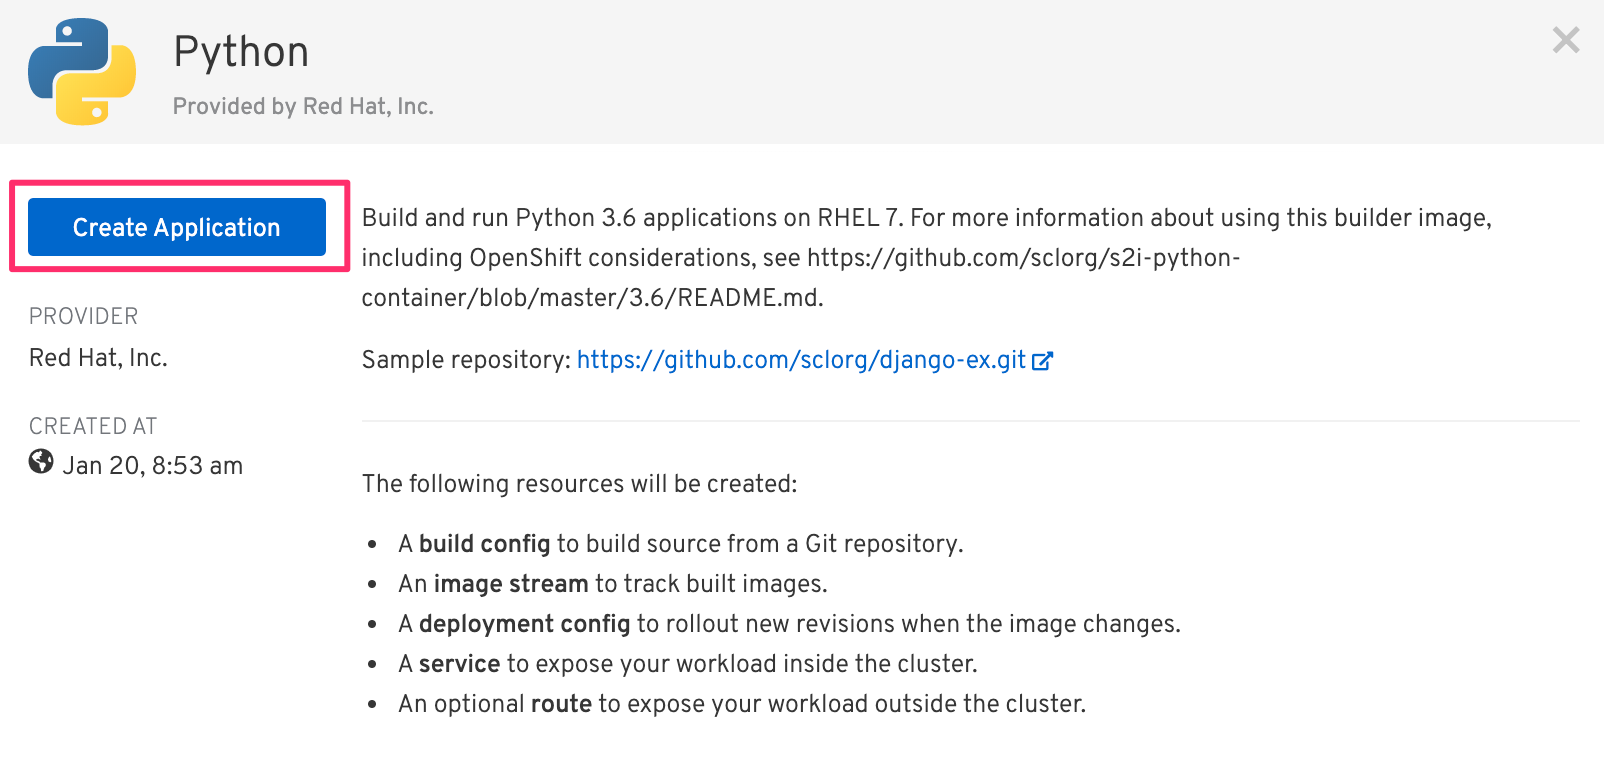 Python
Provided by Red Hat, Inc.
Create Application
PROVIDER
Red Hat, Inc.
CREATED AT
Jan 20, 8:53 am
Build and run Python 3.6 applications on RHEL 7. For more information about using this builder image,
including OpenShift considerations, see https://github.com/sclorg/s2i-python-
container/blob/master/3.6/README.md.
Sample repository: https://github.com/sclorg/django-ex.git
The following resources will be created:
• A build config to build source from a Git repository.
• An image stream to track built images.
• A deployment config to rollout new revisions when the image changes.
• A service to expose your workload inside the cluster.
• An optional route to expose your workload outside the cluster.